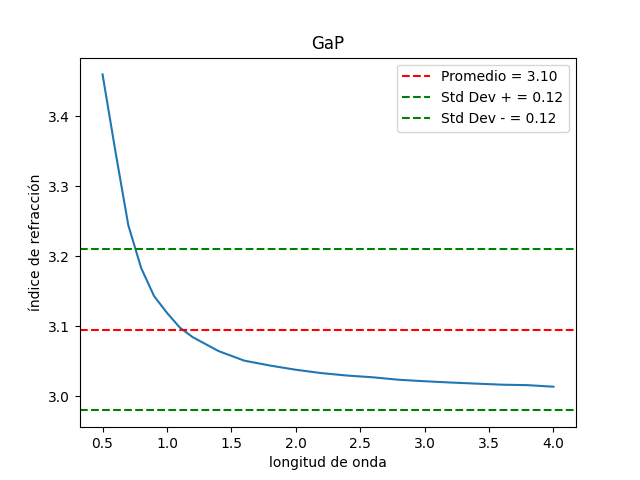 GaP
Promedio = 3.10
Std Dev + = 0.12
Std Dev - = 0.12
índice de refracción
3.4
3.3
3.2
3.1
3.0
0.5 1.0 1.5 2.0 2.5 3.0 3.5 4.0
longitud de onda